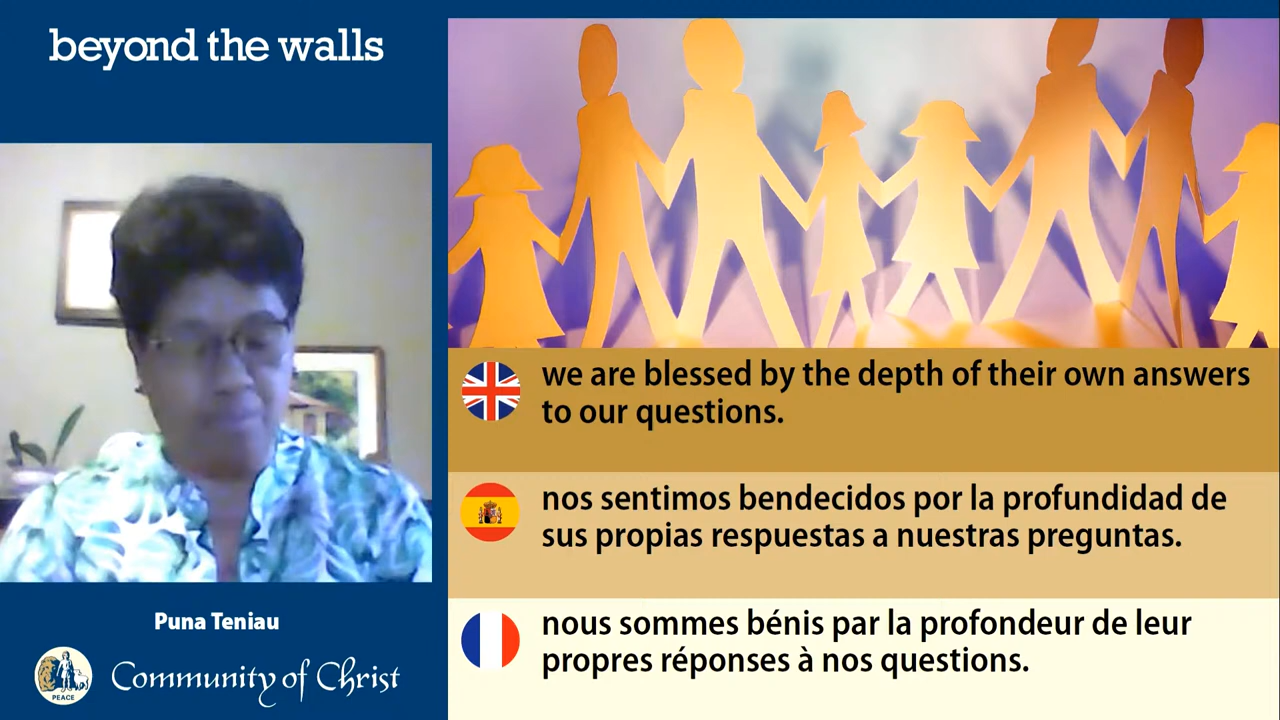 beyond the walls
Puna Teniau
PEACE
Community of Christ
we are blessed by the depth of their own answers
to our questions.
nos sentimos bendecidos por la profundidad de
sus propias respuestas a nuestras preguntas.
nous sommes bénis par la profondeur de leur
propres réponses à nos questions.